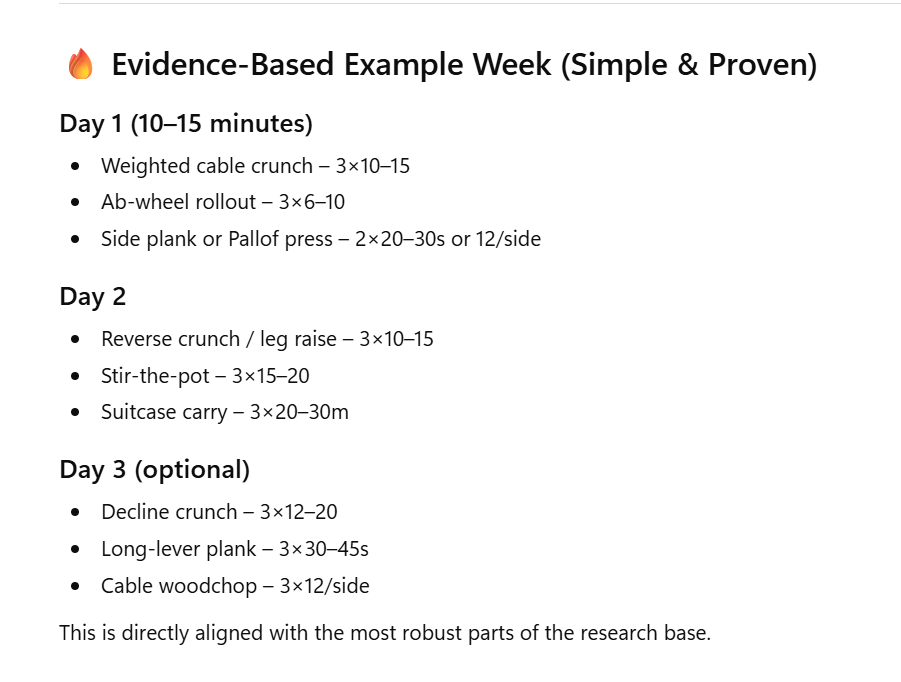 🔥 Evidence-Based Example Week (Simple & Proven)
Day 1 (10–15 minutes)
• Weighted cable crunch – 3×10–15
• Ab-wheel rollout – 3×6–10
• Side plank or Pallof press – 2×20–30s or 12/side
Day 2
• Reverse crunch / leg raise – 3×10–15
• Stir-the-pot – 3×15–20
• Suitcase carry – 3×20–30m
Day 3 (optional)
• Decline crunch – 3×12–20
• Long-lever plank – 3×30–45s
• Cable woodchop – 3×12/side
This is directly aligned with the most robust parts of the research base.